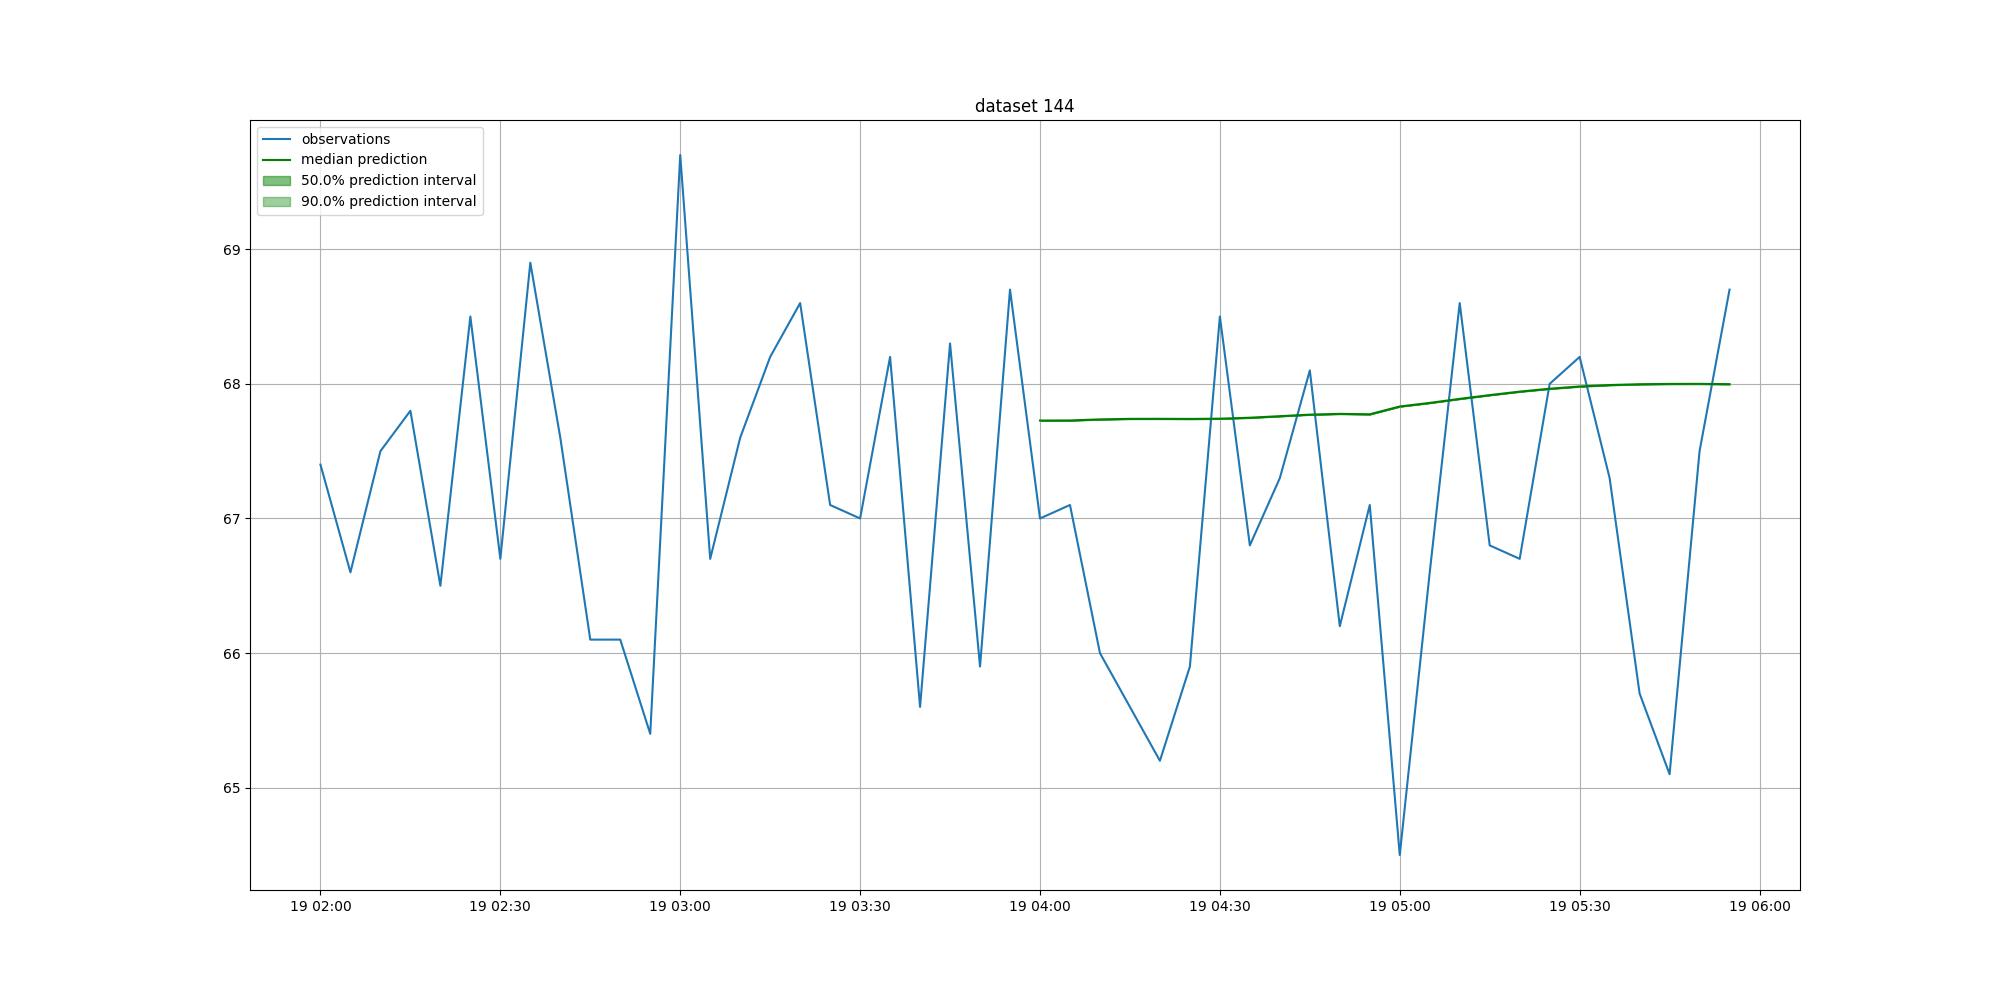 dataset 144
observations
median prediction
50.0% prediction interval
90.0% prediction interval
69
68
67
66
65
19 02:00 19 02:30 19 03:00 19 03:30 19 04:00 19 04:30 19 05:00 19 05:30 19 06:00